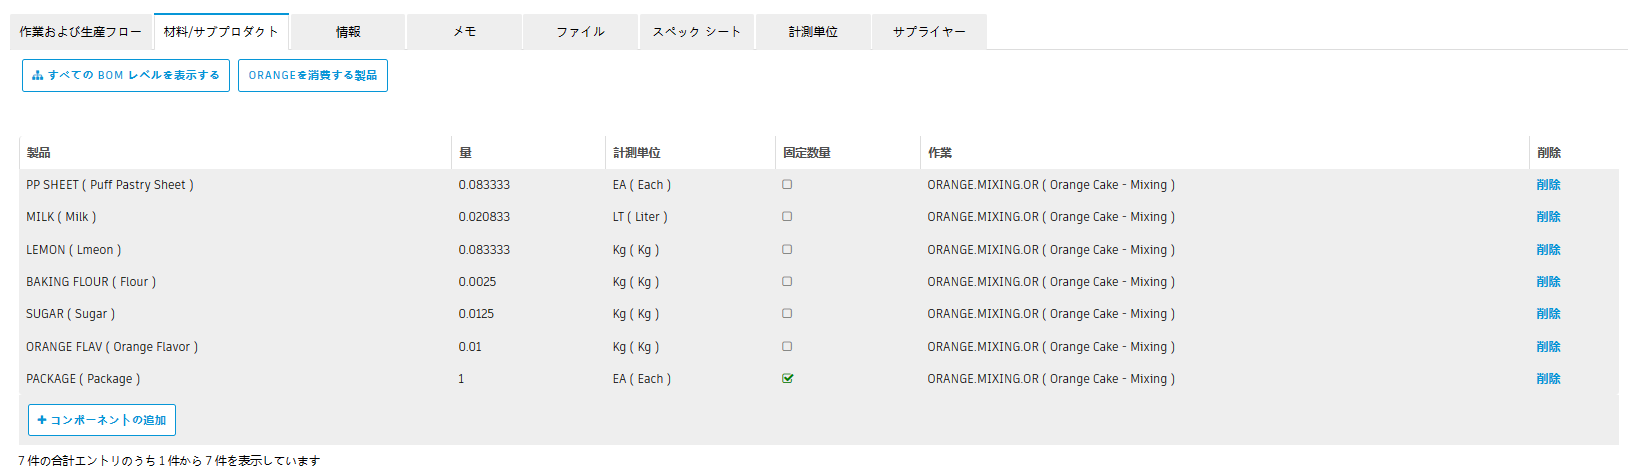 作業および生産フロー 材料/サブプロダクト 情報 メモ ファイル スペック シート 計測単位 サプライヤー
すべての BOM レベルを表示する ORANGEを消費する製品
製品 量 計測単位 固定数量 作業 削除
PP SHEET ( Puff Pastry Sheet ) 0.083333 EA ( Each ) ORANGE.MIXING.OR ( Orange Cake - Mixing ) 削除
MILK ( Milk ) 0.020833 LT ( Liter ) ORANGE.MIXING.OR ( Orange Cake - Mixing ) 削除
LEMON ( Lmeon ) 0.083333 Kg ( Kg ) ORANGE.MIXING.OR ( Orange Cake - Mixing ) 削除
BAKING FLOUR ( Flour ) 0.0025 Kg ( Kg ) ORANGE.MIXING.OR ( Orange Cake - Mixing ) 削除
SUGAR ( Sugar ) 0.0125 Kg ( Kg ) ORANGE.MIXING.OR ( Orange Cake - Mixing ) 削除
ORANGE FLAV ( Orange Flavor ) 0.01 Kg ( Kg ) ORANGE.MIXING.OR ( Orange Cake - Mixing ) 削除
PACKAGE ( Package ) 1 EA ( Each ) ORANGE.MIXING.OR ( Orange Cake - Mixing ) 削除
+ コンポーネントの追加
7 件の合計エントリのうち 1 件から 7 件を表示しています